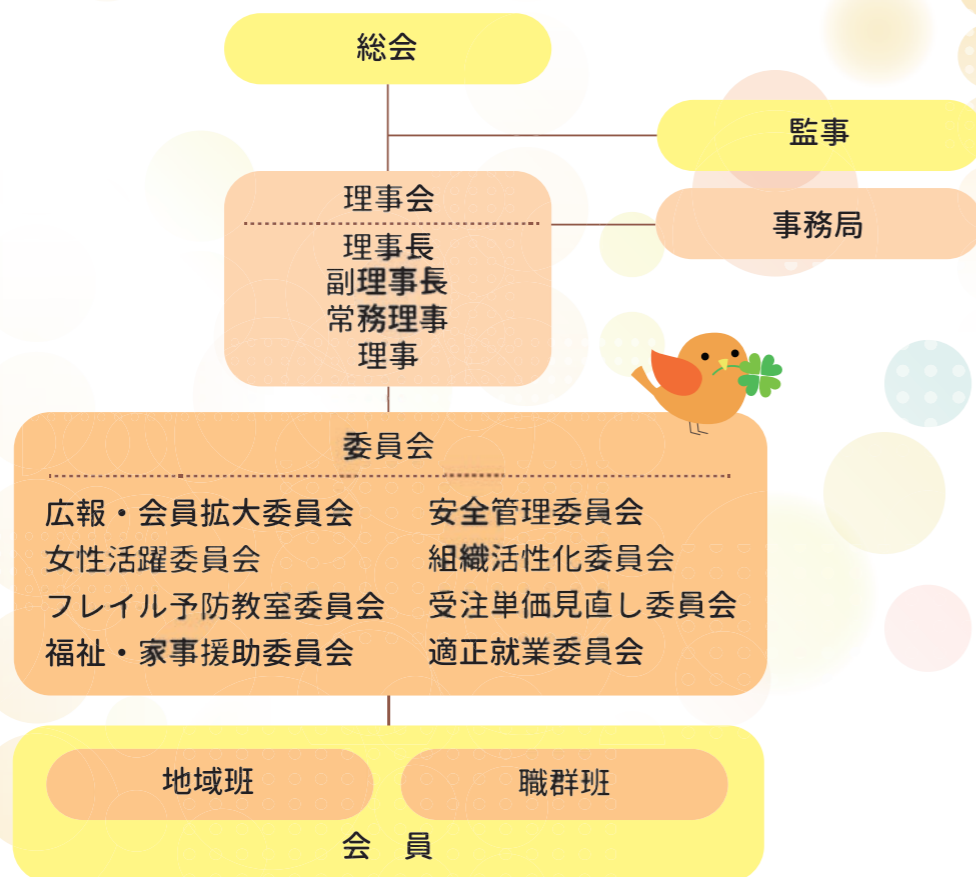 総会
監事
理事会
事務局
理事長
副理事長
常務理事
理事
委員会
広報・会員拡大委員会
安全管理委員会
女性活躍委員会
組織活性化委員会
フレイル予防教室委員会
受注単価見直し委員会
福祉・家事援助委員会
適正就業委員会
地域班
職群班
会　員